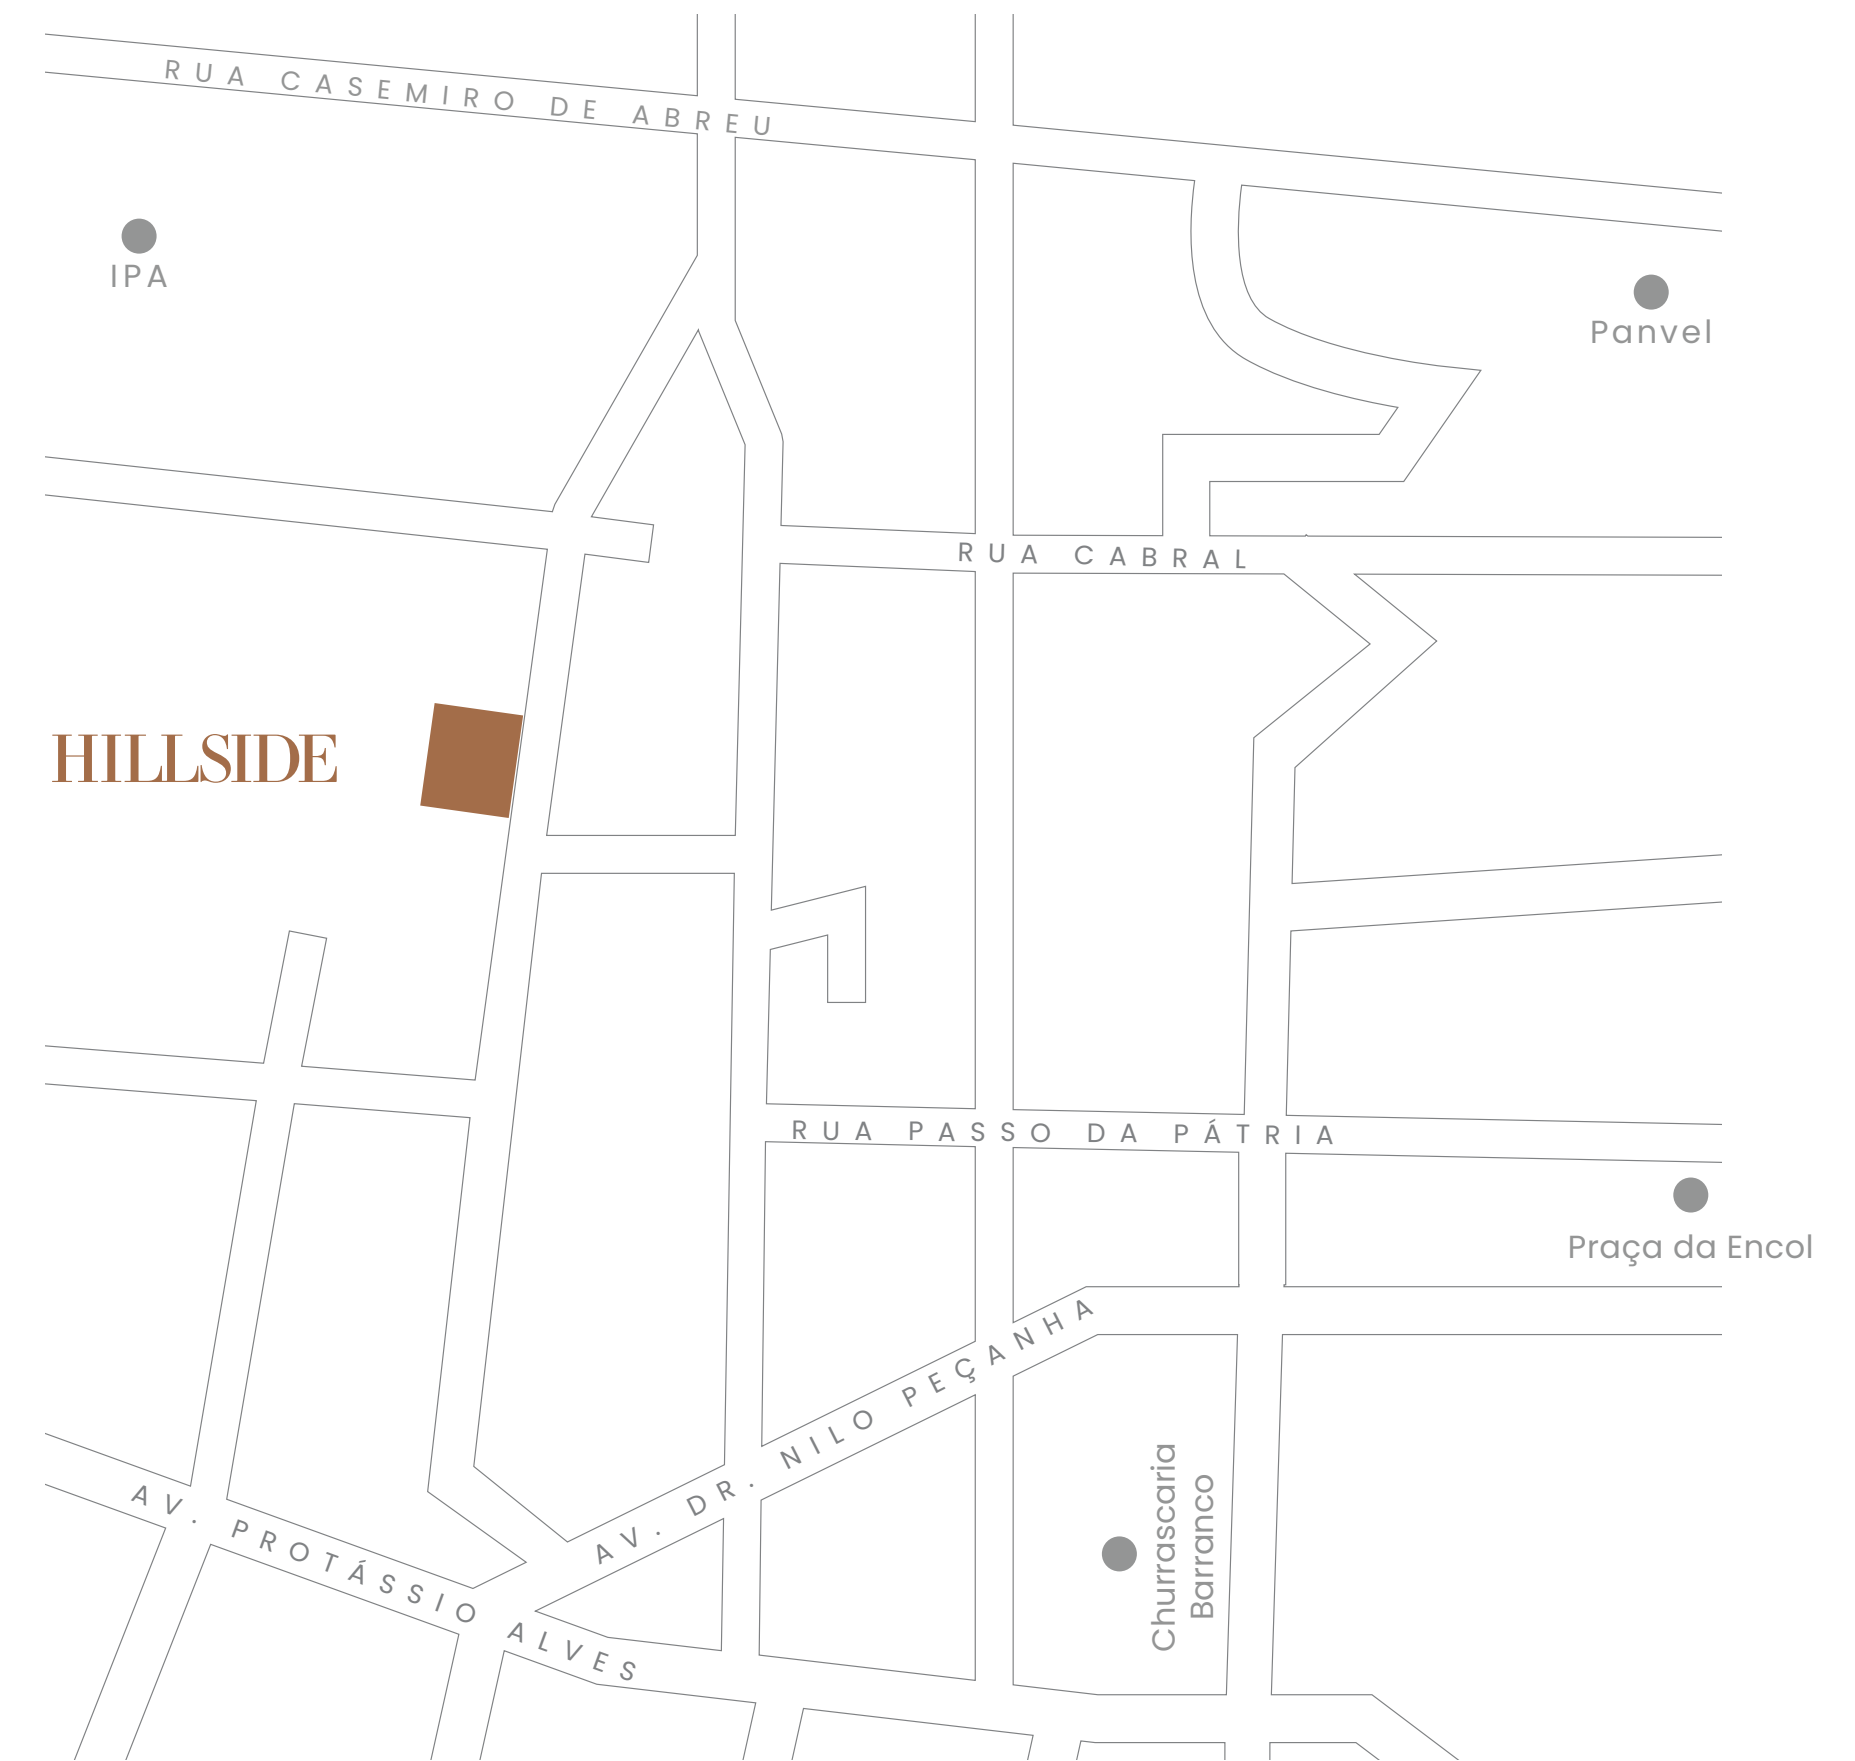 RUA CASEMIRO DE ABREU
IPA
Panvel
RUA CABRAL
HILLSIDE
RUA PASSO DA PÁTRIA
Praça da Encol
AV. DR. NILO PEÇANHA
AV. PROTÁSSIO ALVES
Churrascaria
Barranco